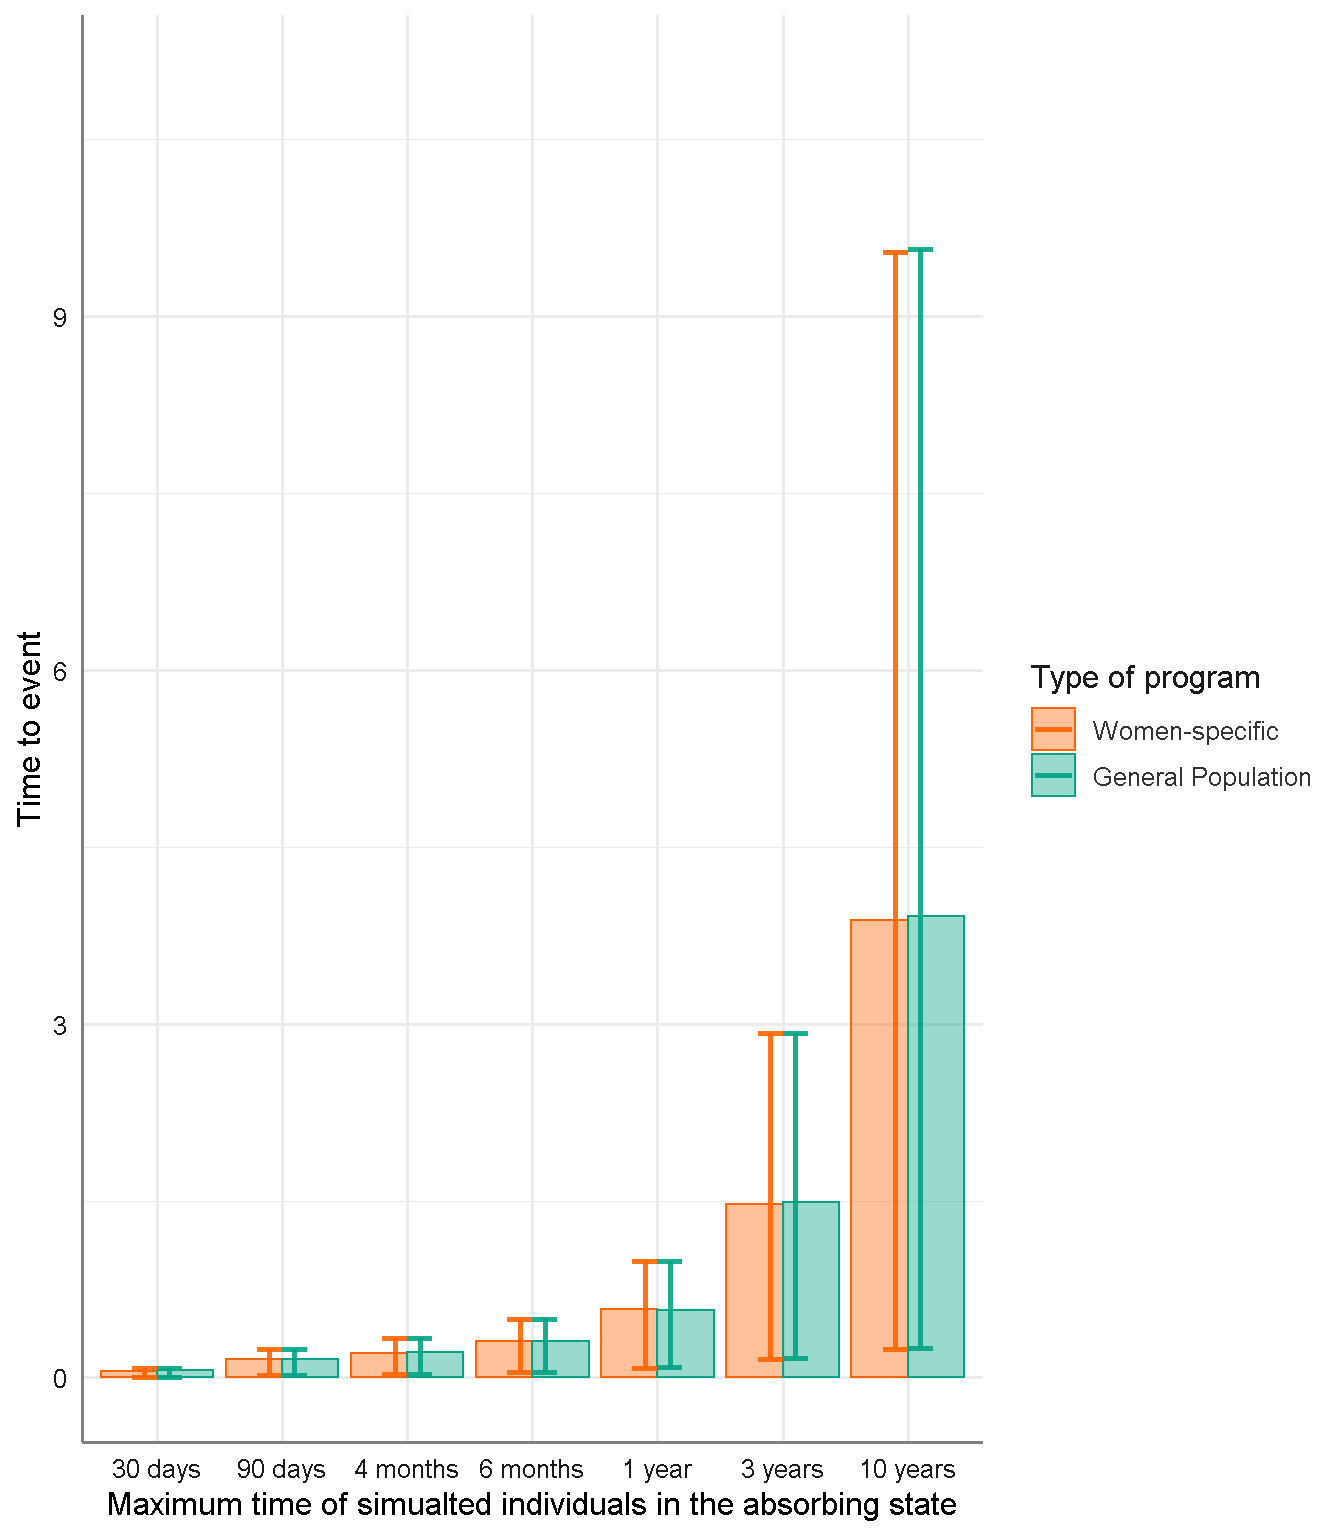 Time to event
9
6
3
0
30 days
90 days
4 months
6 months
1 year
3 years
10 years
Maximum time of simualted individuals in the absorbing state
Type of program
Women-specific
General Population